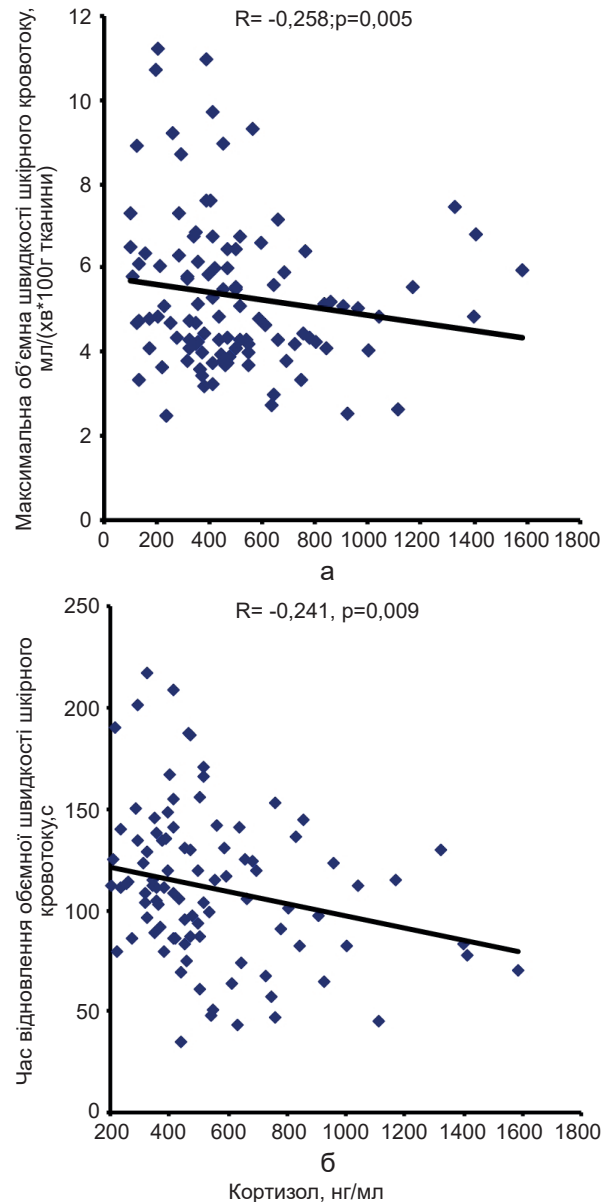 R= -0,258;p=0,005
Максимальна об'ємна швидкості шкірного кровотоку,
мл/(хв*100г тканини)
12
10
8
6
4
2
0
0 200 400 600 800 1000 1200 1400 1600 1800
а
R= -0,241, p=0,009
Час відновлення обємної швидкості шкірного
кровотоку,с
250
200
150
100
50
0
200 400 600 800 1000 1200 1400 1600 1800
б
Кортизол, нг/мл